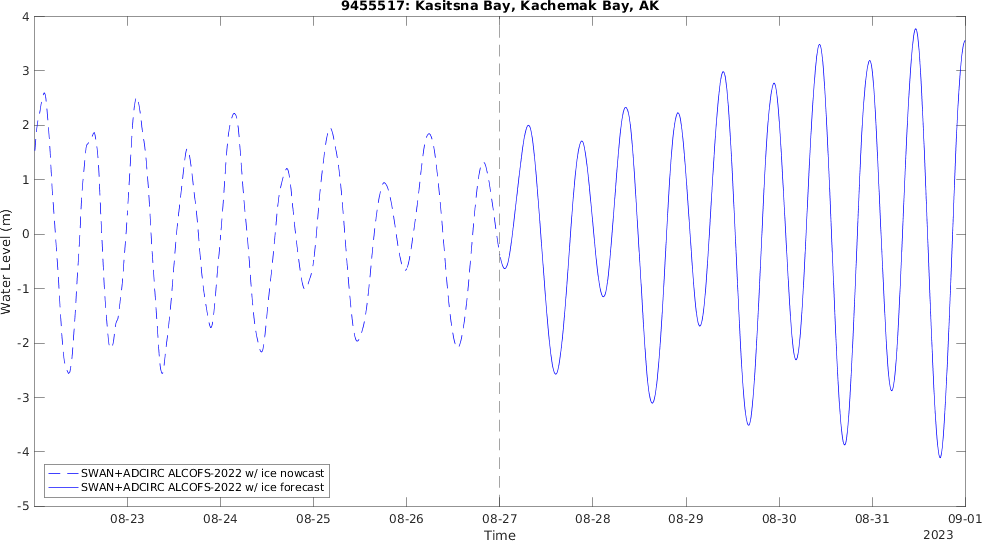 9455517: Kasitsna Bay, Kachemak Bay, AK
4
3
2
1
0
-1
-2
-3
-4
-5
Water Level (m)
SWAN+ADCIRC ALCOFS-2022 w/ ice nowcast
SWAN+ADCIRC ALCOFS-2022 w/ ice forecast
08-23 08-24 08-25 08-26 08-27 08-28 08-29 08-30 08-31 09-01
Time
2023